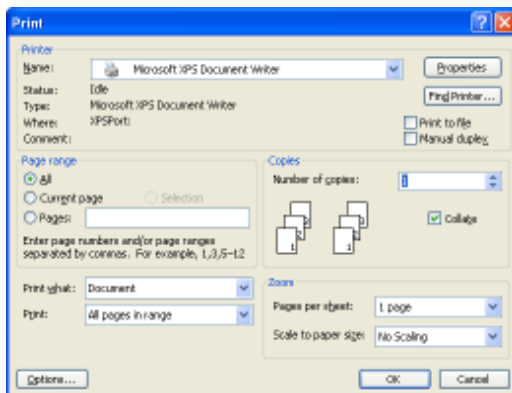 Print
Printer
Name: Microsoft XPS Document Writer Properties
Status: Idle Find Printer...
Type: Microsoft XPS Document Writer
Where: XPSPort:
Comment:
Print to file
Manual duplex
Page range
All
Current page Selection
Pages:
Enter page numbers and/or page ranges
separated by commas. For example, 1,3,5-12
Copies
Number of copies: 1
Collate
Print what: Document
Print: All pages in range
Zoom
Pages per sheet: 1 page
Scale to paper size: No Scaling
Options... OK Cancel